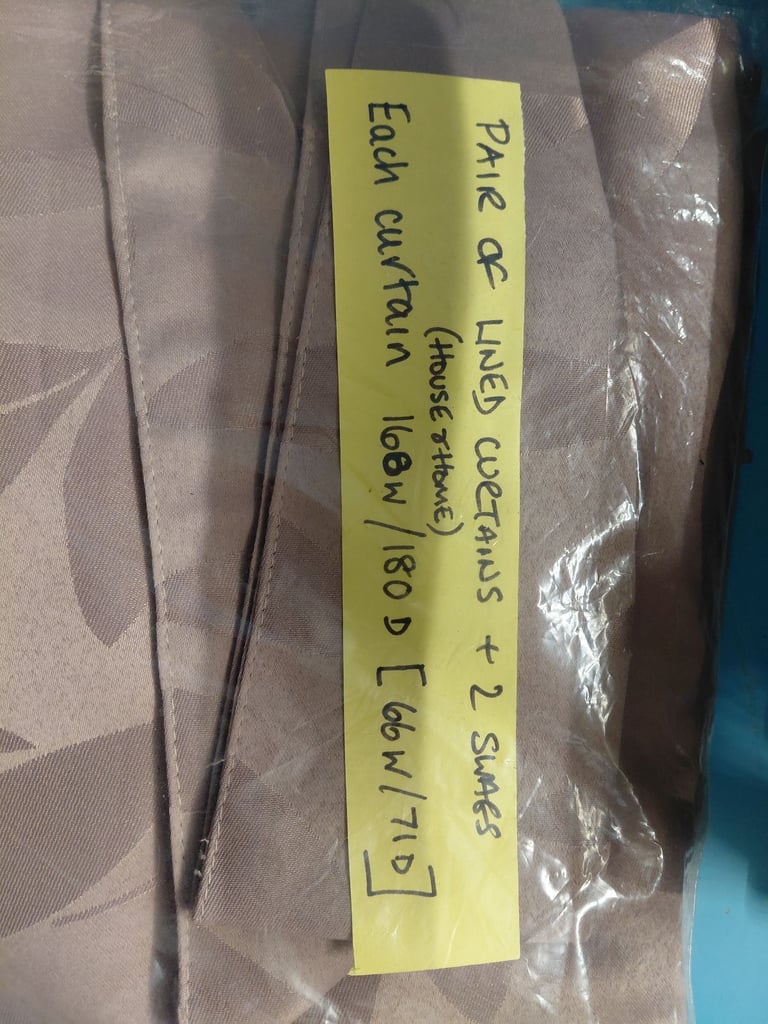 PAIR OF LINED CURTAINS + 2 SWAGS
(HOUSE & HOME)
Each curtain 168W/180D [66W/71D]